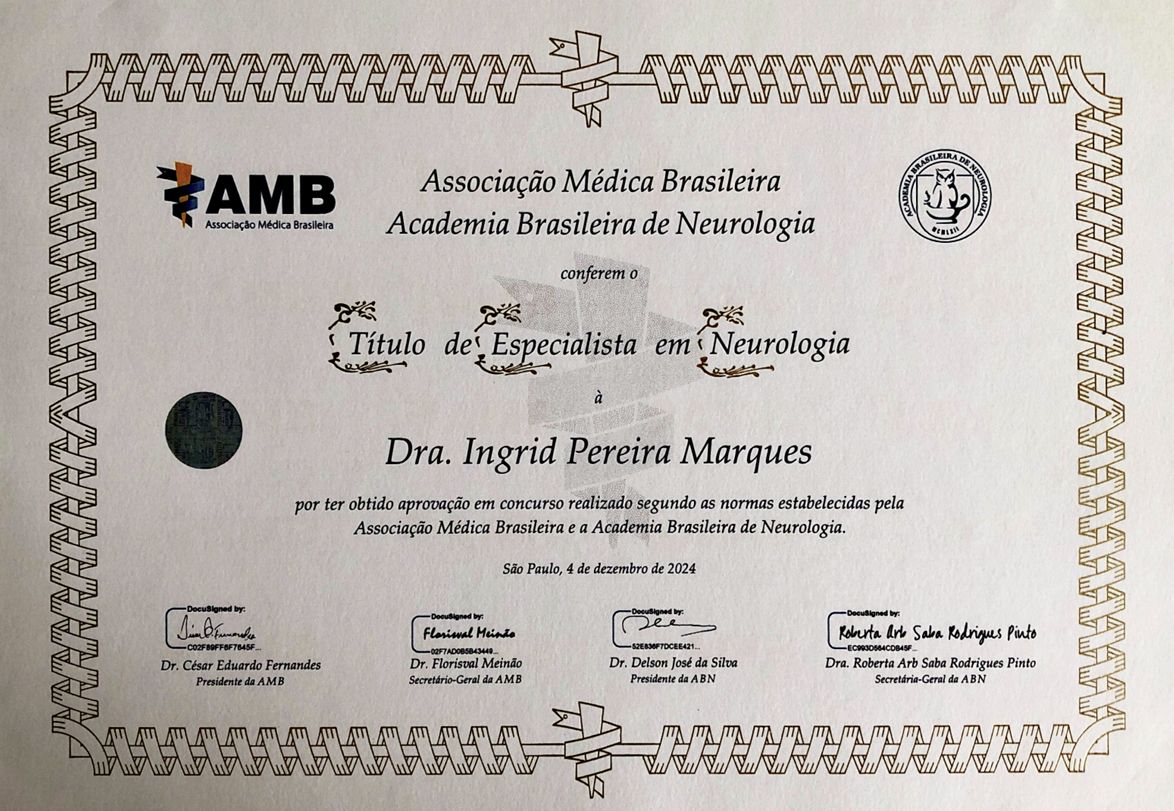 AMB
Associação Médica Brasileira
Associação Médica Brasileira
Academia Brasileira de Neurologia
ACADEMIA BRASILEIRA DE NEUROLOGIA
MCMLXII
conferem o
Título de Especialista em Neurologia
à
Dra. Ingrid Pereira Marques
por ter obtido aprovação em concurso realizado segundo as normas estabelecidas pela
Associação Médica Brasileira e a Academia Brasileira de Neurologia.
São Paulo, 4 de dezembro de 2024
DocuSigned by:
C02F89FF6F7645F...
Dr. César Eduardo Fernandes
Presidente da AMB
DocuSigned by:
Florisval Meinão
02F7AD0B5B43449...
Dr. Florisval Meinão
Secretário-Geral da AMB
DocuSigned by:
52E836F7DCEE421...
Dr. Delson José da Silva
Presidente da ABN
DocuSigned by:
Roberta Arb Saba Rodrigues Pinto
EC993D564CDB45F...
Dra. Roberta Arb Saba Rodrigues Pinto
Secretária-Geral da ABN